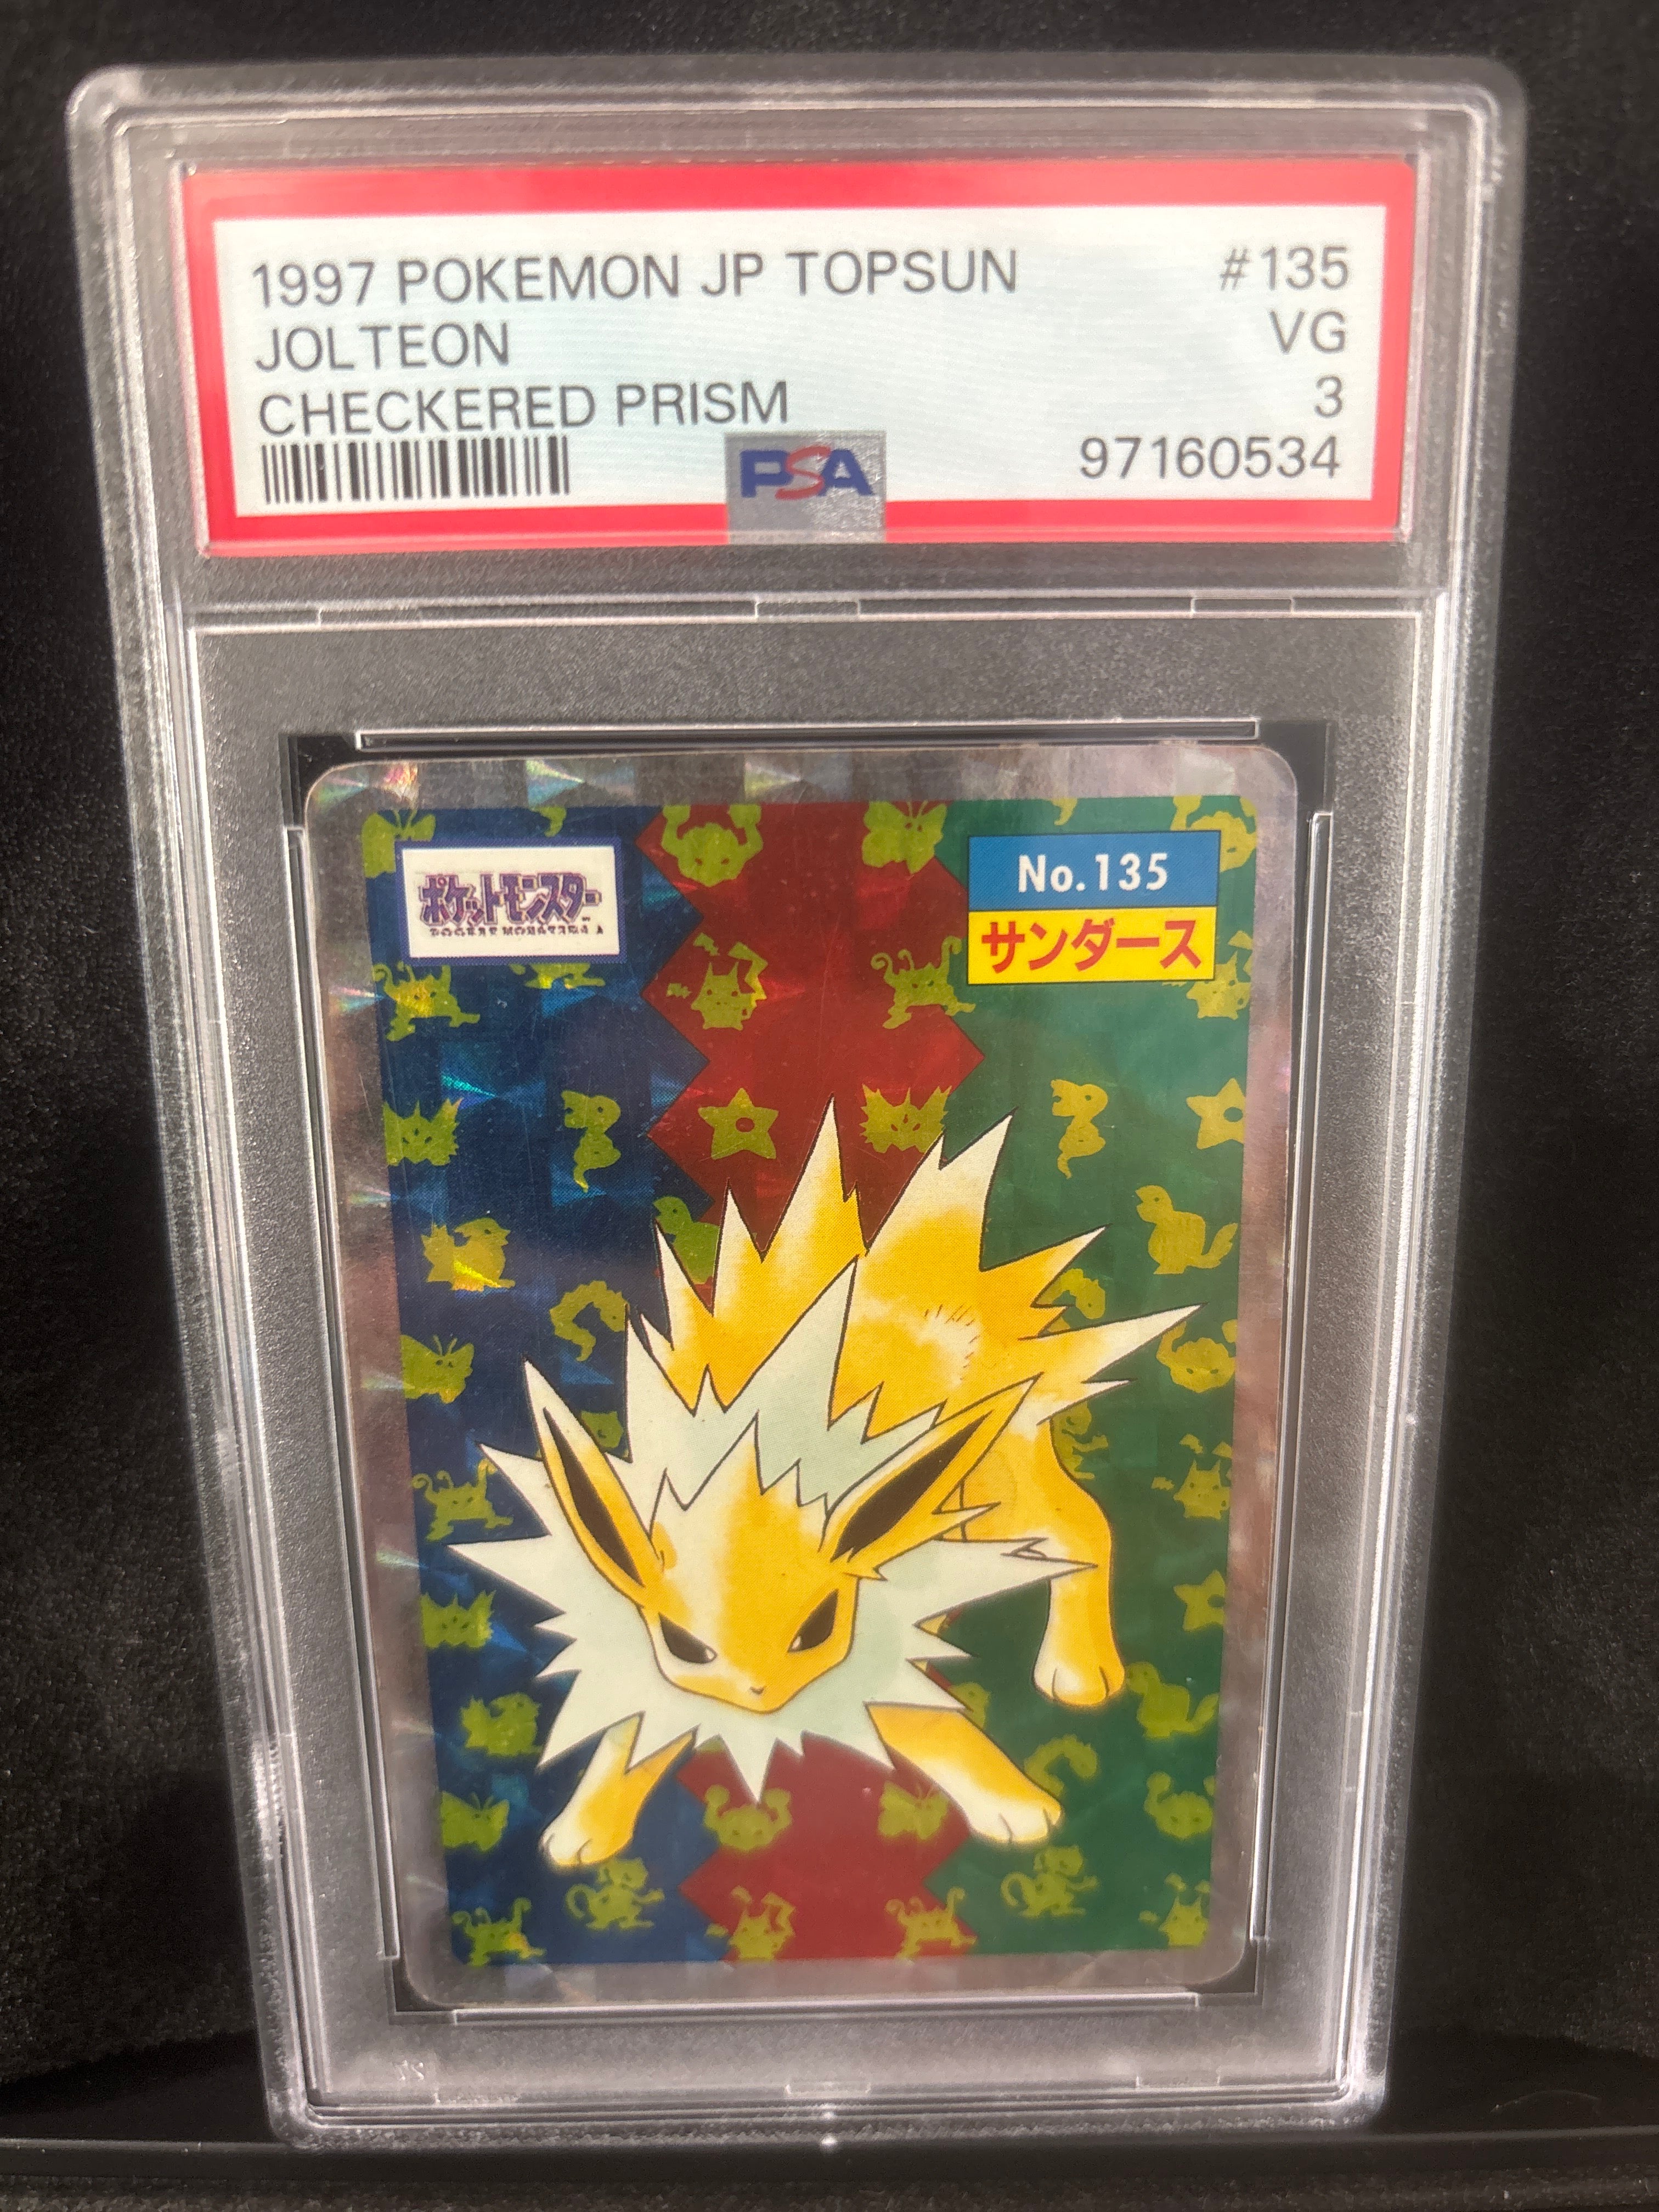 1997 POKEMON JP TOPSUN #135
JOLTEON VG
CHECKERED PRISM 3
PSA 97160534
ポケットモンスター
No.135
サンダース